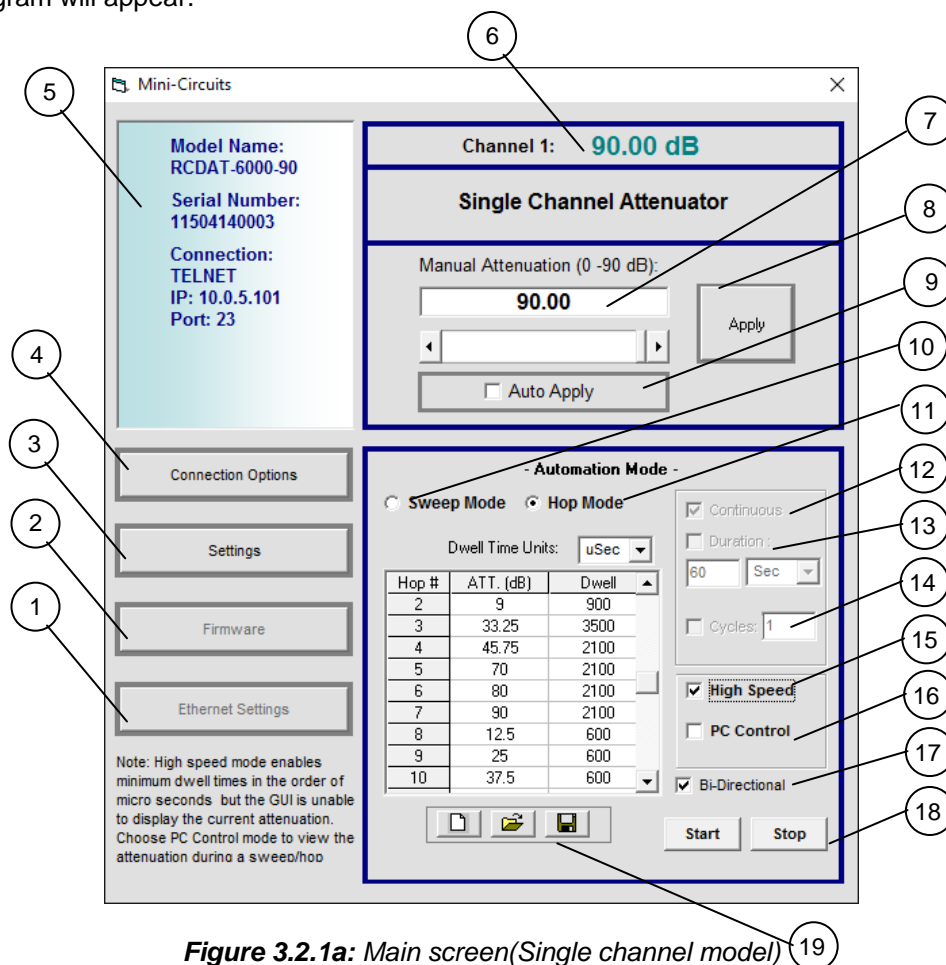 gram will appear:
6
Mini-Circuits
5
7
Model Name:
RCDAT-6000-90
Serial Number:
11504140003
Connection:
TELNET
IP: 10.0.5.101
Port: 23
Channel 1: 90.00 dB
Single Channel Attenuator
8
Manual Attenuation (0 -90 dB):
90.00
Apply
9
Auto Apply
10
4
11
3
Connection Options
Settings
Firmware
Ethernet Settings
2
1
Note: High speed mode enables
minimum dwell times in the order of
micro seconds but the GUI is unable
to display the current attenuation.
Choose PC Control mode to view the
attenuation during a sweep/hop
- Automation Mode -
Sweep Mode Hop Mode
Dwell Time Units: uSec
Hop # ATT. (dB) Dwell
2 9 900
3 33.25 3500
4 45.75 2100
5 70 2100
6 80 2100
7 90 2100
8 12.5 600
9 25 600
10 37.5 600
Continuous
12
Duration :
13
60 Sec
14
Cycles: 1
15
High Speed
16
PC Control
17
Bi-Directional
18
Start Stop
19
Figure 3.2.1a: Main screen(Single channel model)